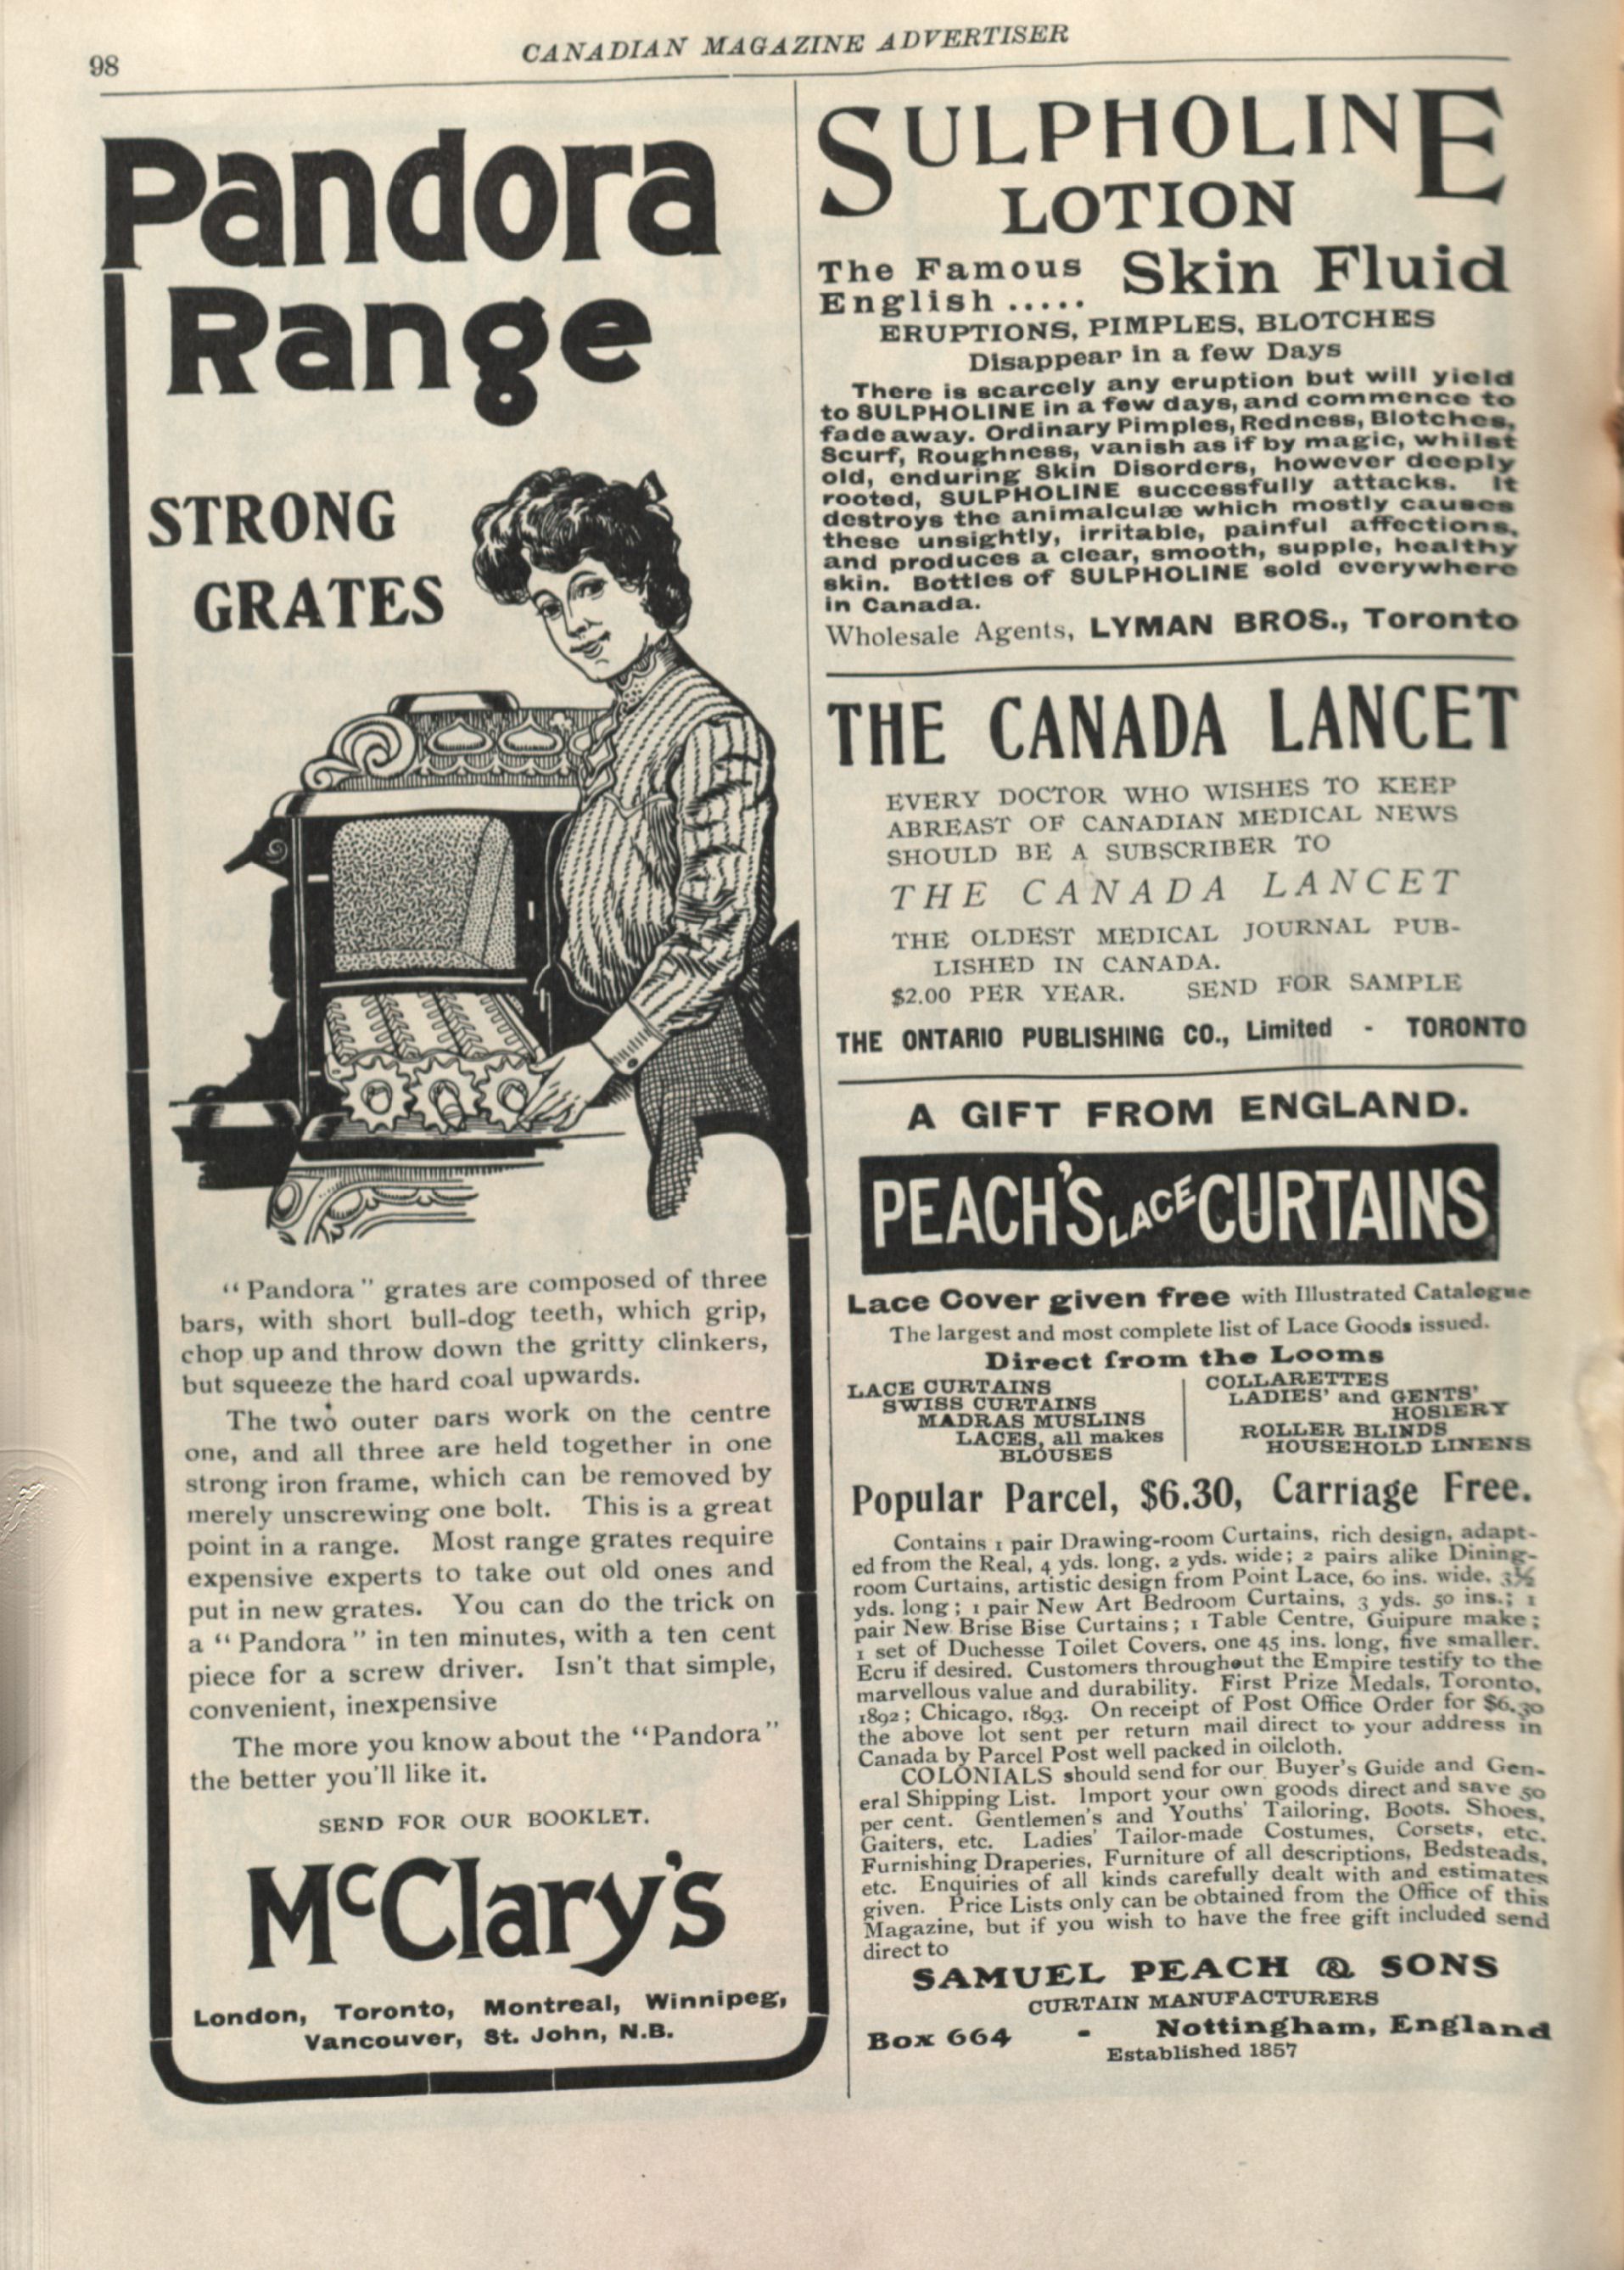 98
CANADIAN MAGAZINE ADVERTISER
Pandora
Range
STRONG
GRATES
"Pandora" grates are composed of three
bars, with short bull-dog teeth, which grip,
chop up and throw down the gritty clinkers,
but squeeze the hard coal upwards.
The two outer bars work on the centre
one, and all three are held together in one
strong iron frame, which can be removed by
merely unscrewing one bolt. This is a great
point in a range. Most range grates require
expensive experts to take out old ones and
put in new grates. You can do the trick on
a "Pandora" in ten minutes, with a ten cent
piece for a screw driver. Isn't that simple,
convenient, inexpensive
The more you know about the "Pandora"
the better you'll like it.
SEND FOR OUR BOOKLET.
McClary's
London, Toronto, Montreal, Winnipeg,
Vancouver, St. John, N.B.
SULPHOLINE
LOTION
The Famous
English ..... Skin Fluid
ERUPTIONS, PIMPLES, BLOTCHES
Disappear in a few Days
There is scarcely any eruption but will yield
to SULPHOLINE in a few days, and commence to
fade away. Ordinary Pimples, Redness, Blotches,
Scurf, Roughness, vanish as if by magic, whilst
old, enduring Skin Disorders, however deeply
rooted, SULPHOLINE successfully attacks. It
destroys the animalculæ which mostly causes
these unsightly, irritable, painful affections,
and produces a clear, smooth, supple, healthy
skin. Bottles of SULPHOLINE sold everywhere
in Canada.
Wholesale Agents, LYMAN BROS., Toronto
THE CANADA LANCET
EVERY DOCTOR WHO WISHES TO KEEP
ABREAST OF CANADIAN MEDICAL NEWS
SHOULD BE A SUBSCRIBER TO
THE CANADA LANCET
THE OLDEST MEDICAL JOURNAL PUB-
LISHED IN CANADA.
$2.00 PER YEAR. SEND FOR SAMPLE
THE ONTARIO PUBLISHING CO., Limited - TORONTO
A GIFT FROM ENGLAND.
PEACH'S LACE CURTAINS
Lace Cover given free with Illustrated Catalogue
The largest and most complete list of Lace Goods issued.
Direct from the Looms
LACE CURTAINS
SWISS CURTAINS
MADRAS MUSLINS
LACES, all makes
BLOUSES
COLLARETTES
LADIES' and GENTS'
HOSIERY
ROLLER BLINDS
HOUSEHOLD LINENS
Popular Parcel, $6.30, Carriage Free.
Contains 1 pair Drawing-room Curtains, rich design, adapt-
ed from the Real, 4 yds. long, 2 yds. wide; 2 pairs alike Dining-
room Curtains, artistic design from Point Lace, 60 ins. wide, 3½
yds. long; 1 pair New Art Bedroom Curtains, 3 yds. 50 ins.; 1
pair New Brise Bise Curtains; 1 Table Centre, Guipure make;
1 set of Duchesse Toilet Covers, one 45 ins. long, five smaller.
Ecru if desired. Customers throughout the Empire testify to the
marvellous value and durability. First Prize Medals, Toronto,
1892; Chicago, 1893. On receipt of Post Office Order for $6.30
the above lot sent per return mail direct to your address in
Canada by Parcel Post well packed in oilcloth.
COLONIALS should send for our Buyer's Guide and Gen-
eral Shipping List. Import your own goods direct and save 50
per cent. Gentlemen's and Youths' Tailoring, Boots, Shoes,
Gaiters, etc. Ladies' Tailor-made Costumes, Corsets, etc.
Furnishing Draperies, Furniture of all descriptions, Bedsteads,
etc. Enquiries of all kinds carefully dealt with and estimates
given. Price Lists only can be obtained from the Office of this
Magazine, but if you wish to have the free gift included send
direct to
SAMUEL PEACH & SONS
CURTAIN MANUFACTURERS
Box 664 - Nottingham, England
Established 1857